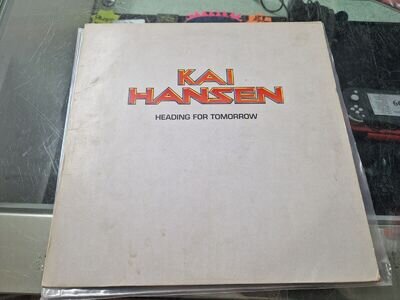 KAI
HANSEN
HEADING FOR TOMORROW